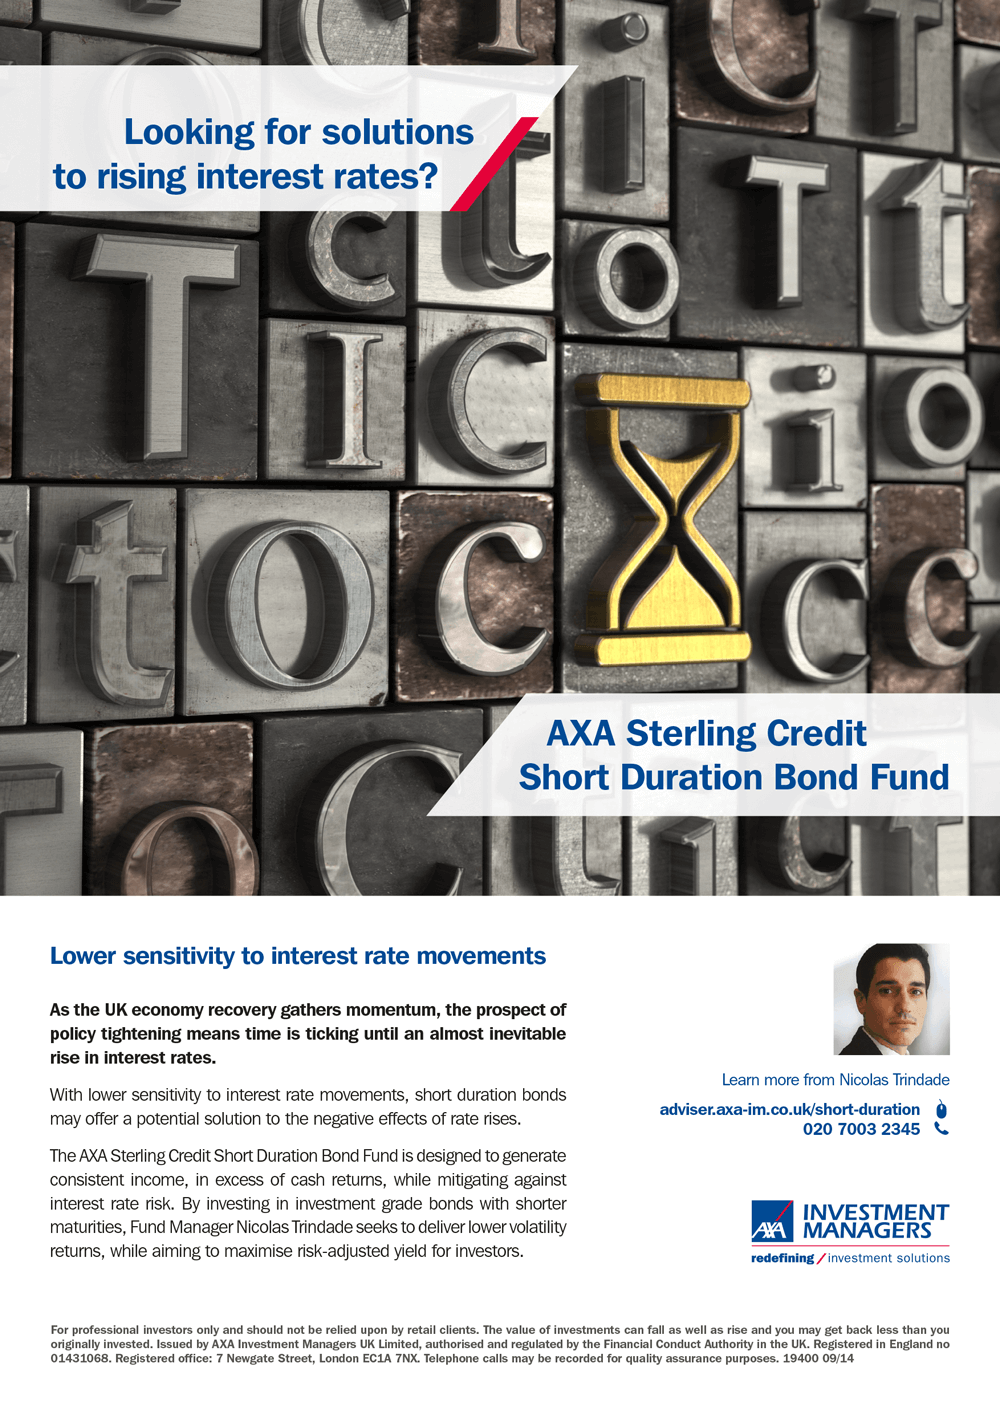 Looking for solutions
to rising interest rates?
c i c T
c t o T t
T I C i o
t o c c c
T o C t i c t
AXA Sterling Credit
Short Duration Bond Fund
Lower sensitivity to interest rate movements
As the UK economy recovery gathers momentum, the prospect of
policy tightening means time is ticking until an almost inevitable
rise in interest rates.
With lower sensitivity to interest rate movements, short duration bonds
may offer a potential solution to the negative effects of rate rises.
The AXA Sterling Credit Short Duration Bond Fund is designed to generate
consistent income, in excess of cash returns, while mitigating against
interest rate risk. By investing in investment grade bonds with shorter
maturities, Fund Manager Nicolas Trindade seeks to deliver lower volatility
returns, while aiming to maximise risk-adjusted yield for investors.
Learn more from Nicolas Trindade
adviser.axa-im.co.uk/short-duration
020 7003 2345
AXA INVESTMENT
MANAGERS
redefining / investment solutions
For professional investors only and should not be relied upon by retail clients. The value of investments can fall as well as rise and you may get back less than you
originally invested. Issued by AXA Investment Managers UK Limited, authorised and regulated by the Financial Conduct Authority in the UK. Registered in England no
01431068. Registered office: 7 Newgate Street, London EC1A 7NX. Telephone calls may be recorded for quality assurance purposes. 19400 09/14